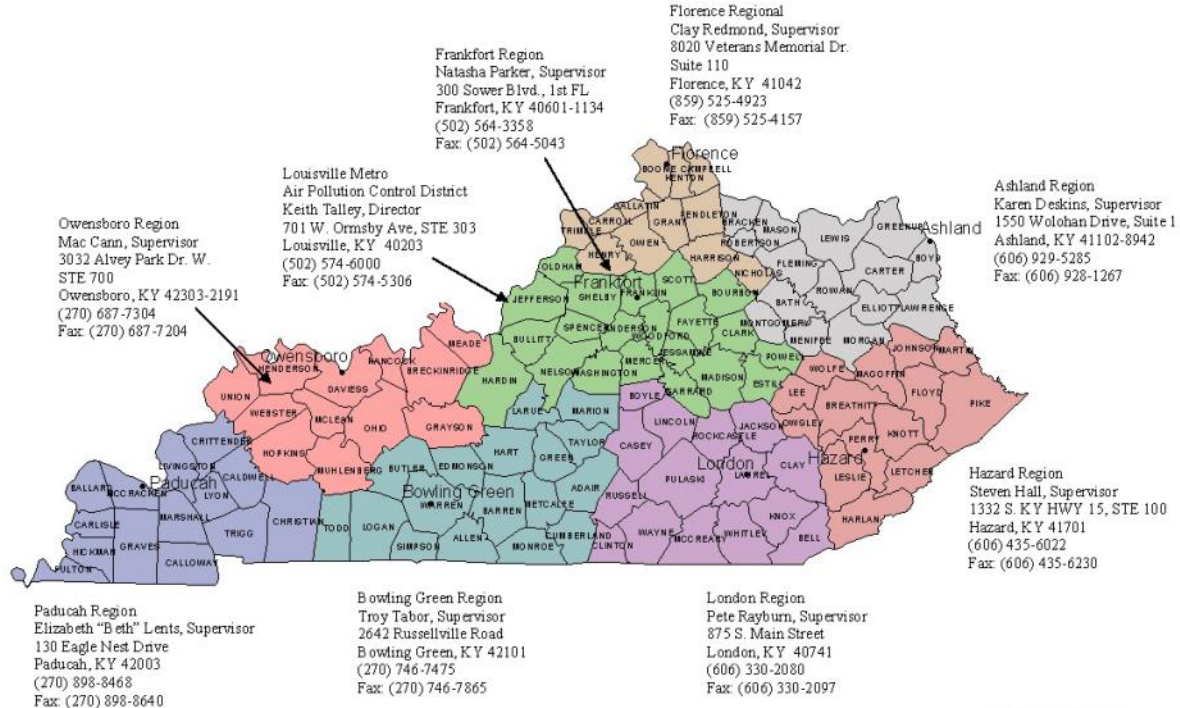 Florence Regional
Clay Redmond, Supervisor
8020 Veterans Memorial Dr.
Suite 110
Florence, KY 41042
(859) 525-4923
Fax: (859) 525-4157
Frankfort Region
Natasha Parker, Supervisor
300 Sower Blvd., 1st FL
Frankfort, KY 40601-1134
(502) 564-3358
Fax: (502) 564-5043
Louisville Metro
Air Pollution Control District
Keith Talley, Director
701 W. Ormsby Ave, STE 303
Louisville, KY 40203
(502) 574-6000
Fax: (502) 574-5306
Owensboro Region
Mac Cann, Supervisor
3032 Alvey Park Dr. W.
STE 700
Owensboro, KY 42303-2191
(270) 687-7304
Fax: (270) 687-7204
Ashland Region
Karen Deskins, Supervisor
1550 Wolohan Drive, Suite 1
Ashland, KY 41102-8942
(606) 929-5285
Fax: (606) 928-1267
Florence
BOONE
CAMPBELL
KENTON
GALLATIN
CARROLL
GRANT
PENDLETON
TRIMBLE
OWEN
HENRY
HARRISON
ROBERTSON
NICHOLAS
BRACKEN
MASON
LEWIS
GREENUP
Ashland
BOYD
FLEMING
CARTER
ROWAN
BATH
ELLIOTT
LAWRENCE
MONTGOMERY
MENIFEE
MORGAN
OLDHAM
SCOTT
Frankfort
JEFFERSON
SHELBY
FRANKLIN
BOURBON
SPENCER
ANDERSON
FAYETTE
BULLITT
WOODFORD
CLARK
JESSAMINE
NELSON
WASHINGTON
MERCER
MADISON
POWELL
HARDIN
GARRARD
ESTILL
MEADE
Owensboro
HANCOCK
HENDERSON
BRECKINRIDGE
DAVIESS
UNION
WEBSTER
MCLEAN
OHIO
GRAYSON
HOPKINS
MUHLENBERG
JOHNSON
MARTIN
WOLFE
MAGOFFIN
LEE
FLOYD
BREATHITT
PIKE
OWSLEY
PERRY
KNOTT
Hazard
LESLIE
LETCHER
HARLAN
BOYLE
LINCOLN
JACKSON
ROCKCASTLE
CASEY
London
CLAY
PULASKI
LAUREL
RUSSELL
KNOX
WAYNE
WHITLEY
CLINTON
MCCREARY
BELL
LARUE
MARION
TAYLOR
HART
GREEN
BUTLER
EDMONSON
ADAIR
Bowling Green
WARREN
BARREN
METCALFE
TODD
LOGAN
ALLEN
CUMBERLAND
SIMPSON
MONROE
CRITTENDEN
LIVINGSTON
CALDWELL
Paducah
BALLARD
MCCRACKEN
LYON
CARLISLE
MARSHALL
CHRISTIAN
TRIGG
HICKMAN
GRAVES
CALLOWAY
FULTON
Hazard Region
Steven Hall, Supervisor
1332 S. KY HWY 15, STE 100
Hazard, KY 41701
(606) 435-6022
Fax: (606) 435-6230
Paducah Region
Elizabeth "Beth" Lents, Supervisor
130 Eagle Nest Drive
Paducah, KY 42003
(270) 898-8468
Fax: (270) 898-8640
Bowling Green Region
Troy Tabor, Supervisor
2642 Russellville Road
Bowling Green, KY 42101
(270) 746-7475
Fax: (270) 746-7865
London Region
Pete Rayburn, Supervisor
875 S. Main Street
London, KY 40741
(606) 330-2080
Fax: (606) 330-2097